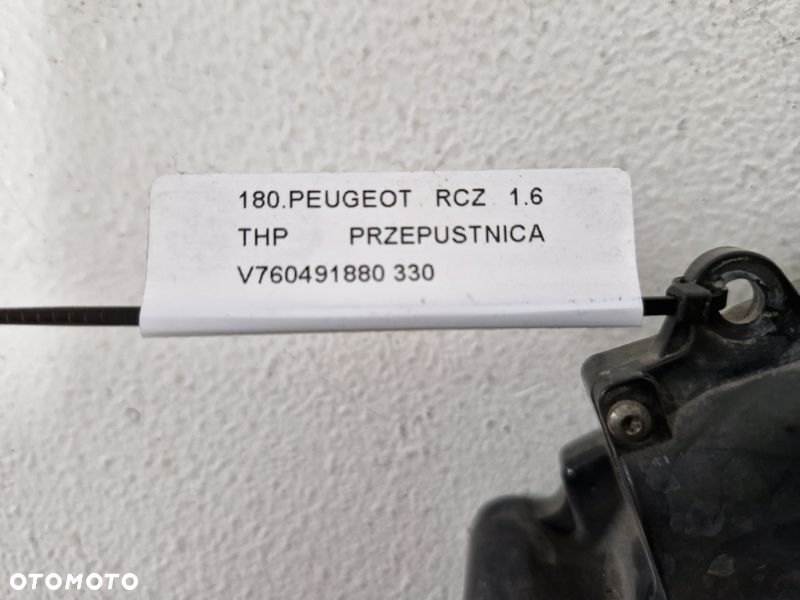 180.PEUGEOT RCZ 1.6
THP PRZEPUSTNICA
V760491880 330
OTOMOTO